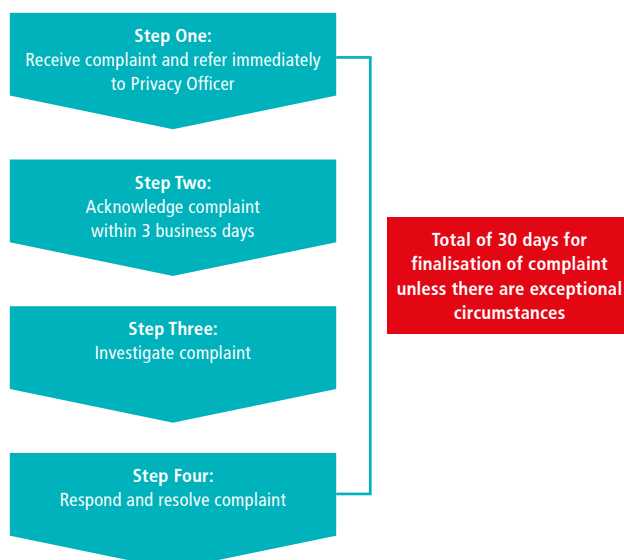 Step One:
Receive complaint and refer immediately
to Privacy Officer
Step Two:
Acknowledge complaint
within 3 business days
Total of 30 days for
finalisation of complaint
unless there are exceptional
circumstances
Step Three:
Investigate complaint
Step Four:
Respond and resolve complaint